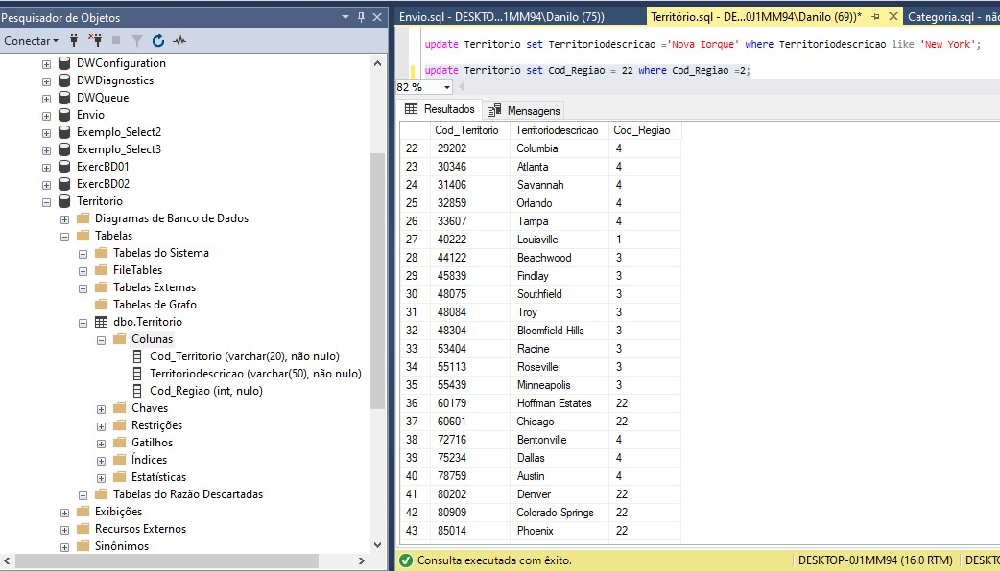 Pesquisador de Objetos
Conectar
DWConfiguration
DWDiagnostics
DWQueue
Envio
Exemplo_Select2
Exemplo_Select3
ExercBD01
ExercBD02
Territorio
Diagramas de Banco de Dados
Tabelas
Tabelas do Sistema
FileTables
Tabelas Externas
Tabelas de Grafo
dbo.Territorio
Colunas
Cod_Territorio (varchar(20), não nulo)
Territoriodescricao (varchar(50), não nulo)
Cod_Regiao (int, nulo)
Chaves
Restrições
Gatilhos
Índices
Estatísticas
Tabelas do Razão Descartadas
Exibições
Recursos Externos
Sinônimos
Envio.sql - DESKTO...1MM94\Danilo (75)) Território.sql - DE...0J1MM94\Danilo (69))* Categoria.sql - não
update Territorio set Territoriodescricao ='Nova Iorque' where Territoriodescricao like 'New York';
update Territorio set Cod_Regiao = 22 where Cod_Regiao =2;
82 %
Resultados Mensagens
Cod_Territorio Territoriodescricao Cod_Regiao
22 29202 Columbia 4
23 30346 Atlanta 4
24 31406 Savannah 4
25 32859 Orlando 4
26 33607 Tampa 4
27 40222 Louisville 1
28 44122 Beachwood 3
29 45839 Findlay 3
30 48075 Southfield 3
31 48084 Troy 3
32 48304 Bloomfield Hills 3
33 53404 Racine 3
34 55113 Roseville 3
35 55439 Minneapolis 3
36 60179 Hoffman Estates 22
37 60601 Chicago 22
38 72716 Bentonville 4
39 75234 Dallas 4
40 78759 Austin 4
41 80202 Denver 22
42 80909 Colorado Springs 22
43 85014 Phoenix 22
Consulta executada com êxito. DESKTOP-0J1MM94 (16.0 RTM) DESKTO